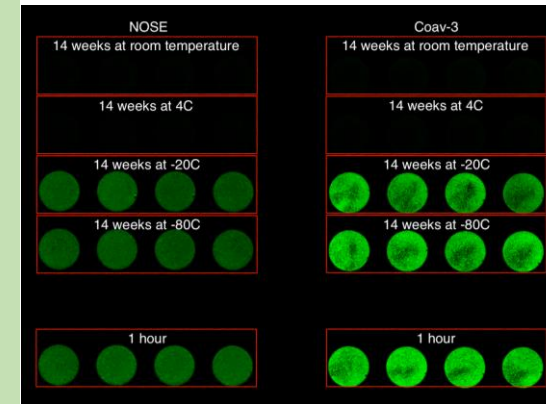 NOSE
14 weeks at room temperature
14 weeks at 4C
14 weeks at -20C
14 weeks at -80C
1 hour
Coav-3
14 weeks at room temperature
14 weeks at 4C
14 weeks at -20C
14 weeks at -80C
1 hour